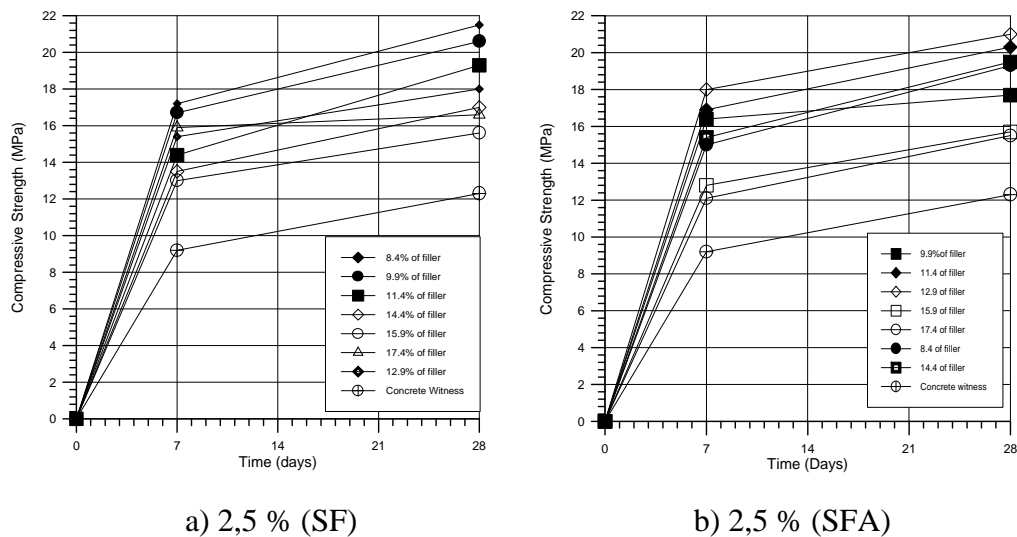 22
20
18
16
14
12
10
8
6
4
2
0
Compressive Strength (MPa)
8.4% of filler
9.9% of filler
11.4% of filler
14.4% of filler
15.9% of filler
17.4% of filler
12.9% of filler
Concrete Witness
0 7 14 21 28
Time (days)
a) 2,5 % (SF)
22
20
18
16
14
12
10
8
6
4
2
0
Compressive Strength (MPa)
9.9%of filler
11.4 of filler
12.9 of filler
15.9 of filler
17.4 of filler
8.4 of filler
14.4 of filler
Concrete witness
0 7 14 21 28
Time (Days)
b) 2,5 % (SFA)